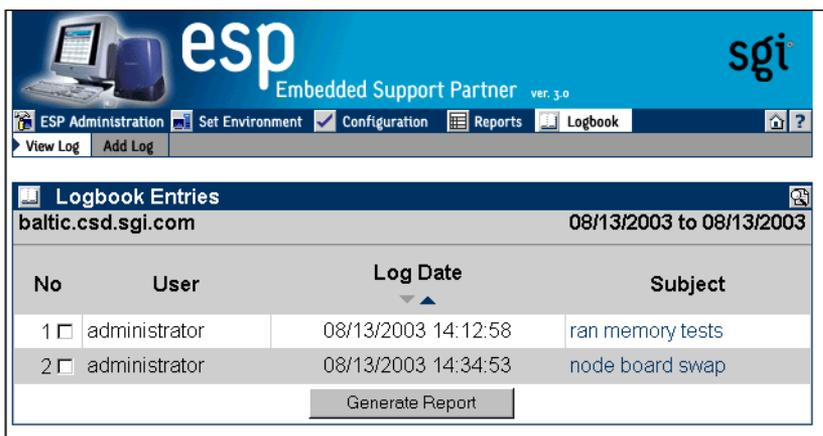 esp
Embedded Support Partner ver. 3.0
sgi
ESP Administration Set Environment Configuration Reports Logbook ?
View Log Add Log
Logbook Entries
baltic.csd.sgi.com 08/13/2003 to 08/13/2003
No User Log Date Subject
1 administrator 08/13/2003 14:12:58 ran memory tests
2 administrator 08/13/2003 14:34:53 node board swap
Generate Report